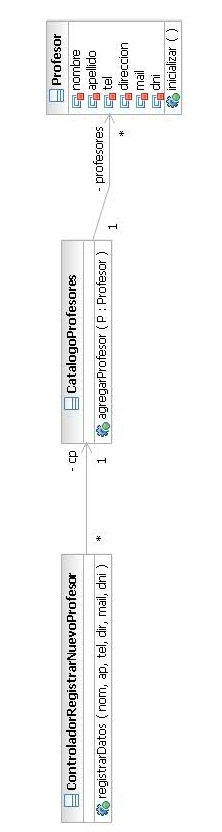 ControladorRegistrarNuevoProfesor
registrarDatos ( nom, ap, tel, dir, mail, dni )
*
- cp
1
CatalogoProfesores
agregarProfesor ( P : Profesor )
1
- profesores
*
Profesor
nombre
apellido
tel
direccion
mail
dni
inicializar ( )